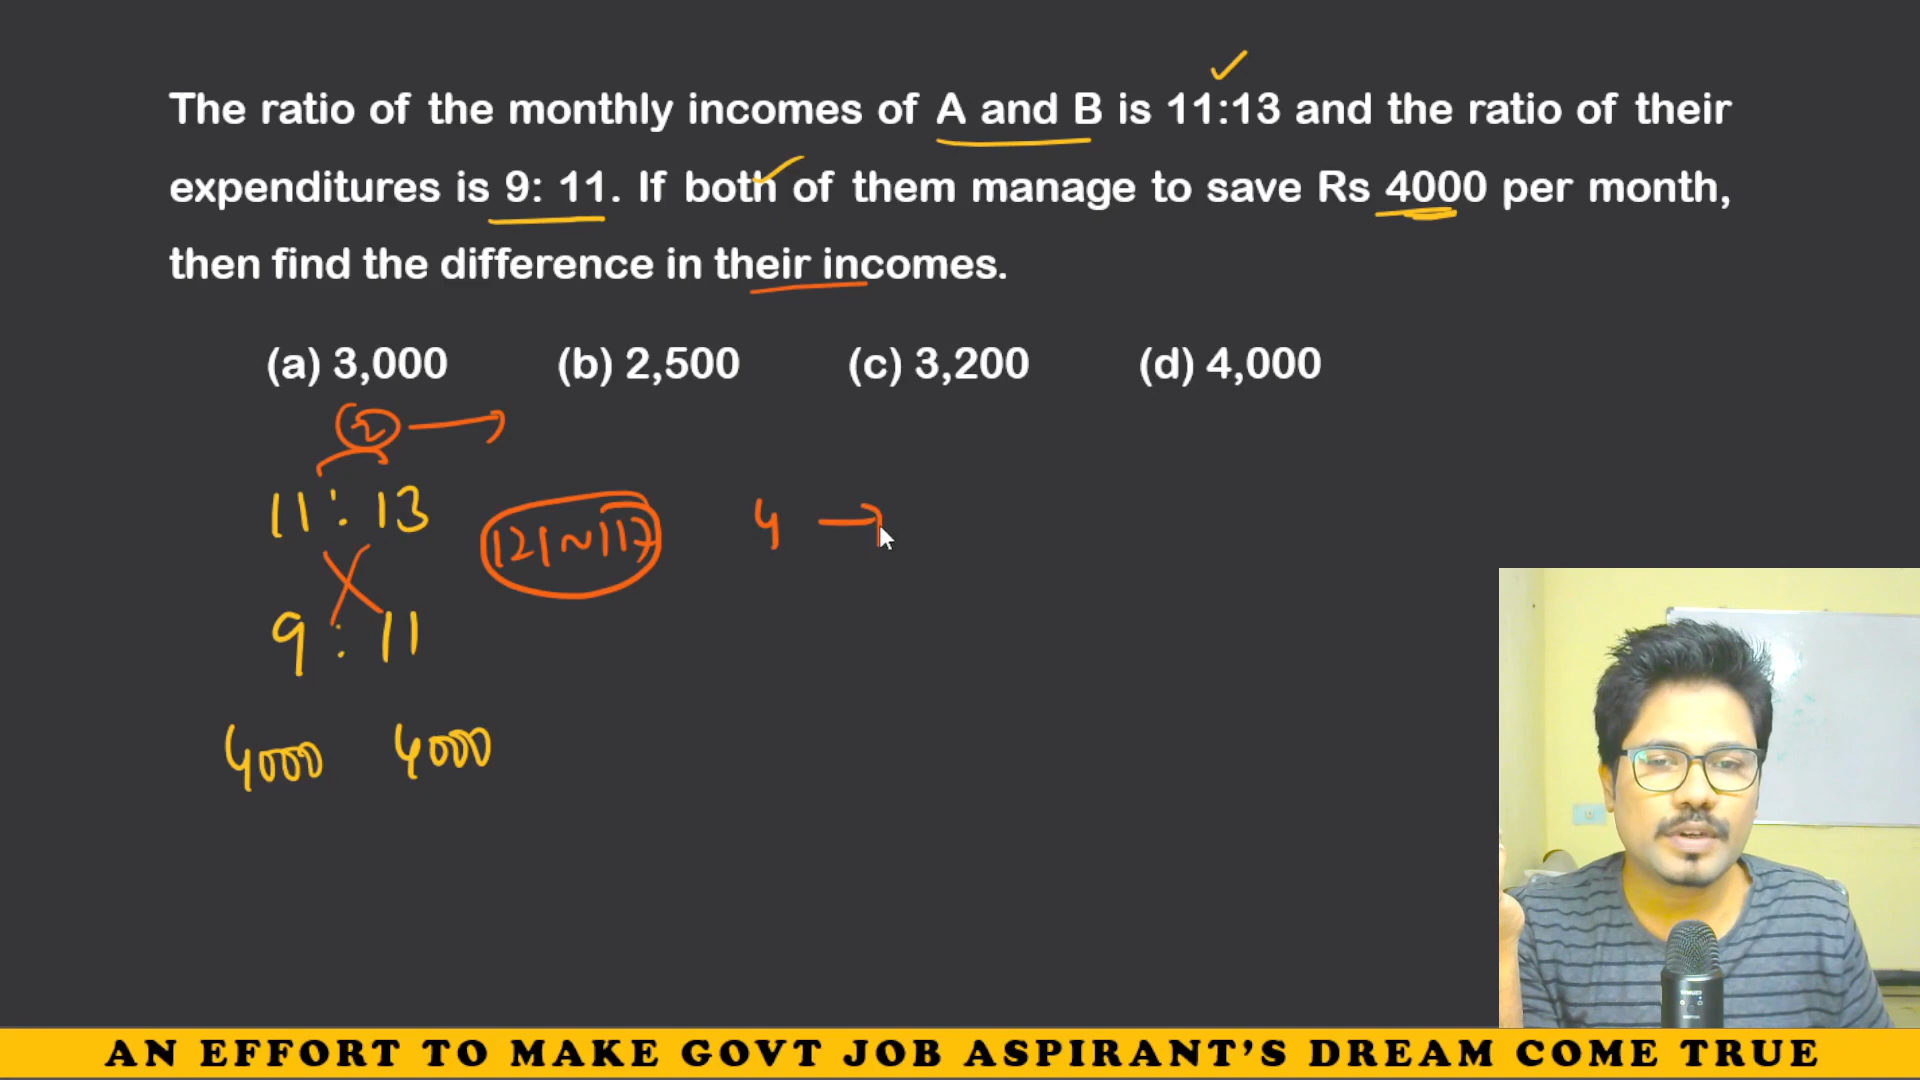 The ratio of the monthly incomes of A and B is 11:13 and the ratio of their
expenditures is 9: 11. If both of them manage to save Rs 4000 per month,
then find the difference in their incomes.
(a) 3,000 (b) 2,500 (c) 3,200 (d) 4,000
2 →
11 : 13
121 ~ 117 4 →
9 : 11
4000 4000
AN EFFORT TO MAKE GOVT JOB ASPIRANT'S DREAM COME TRUE